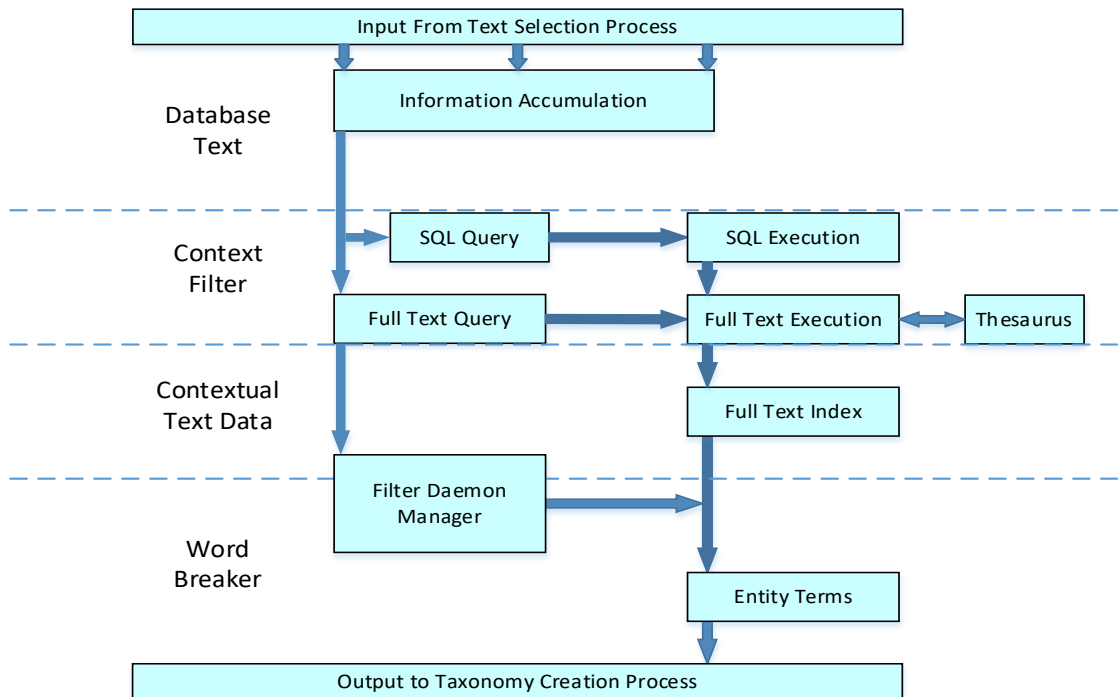 Input From Text Selection Process
Information Accumulation
Database
Text
SQL Query
SQL Execution
Context
Filter
Full Text Query
Full Text Execution
Thesaurus
Contextual
Text Data
Full Text Index
Filter Daemon
Manager
Word
Breaker
Entity Terms
Output to Taxonomy Creation Process